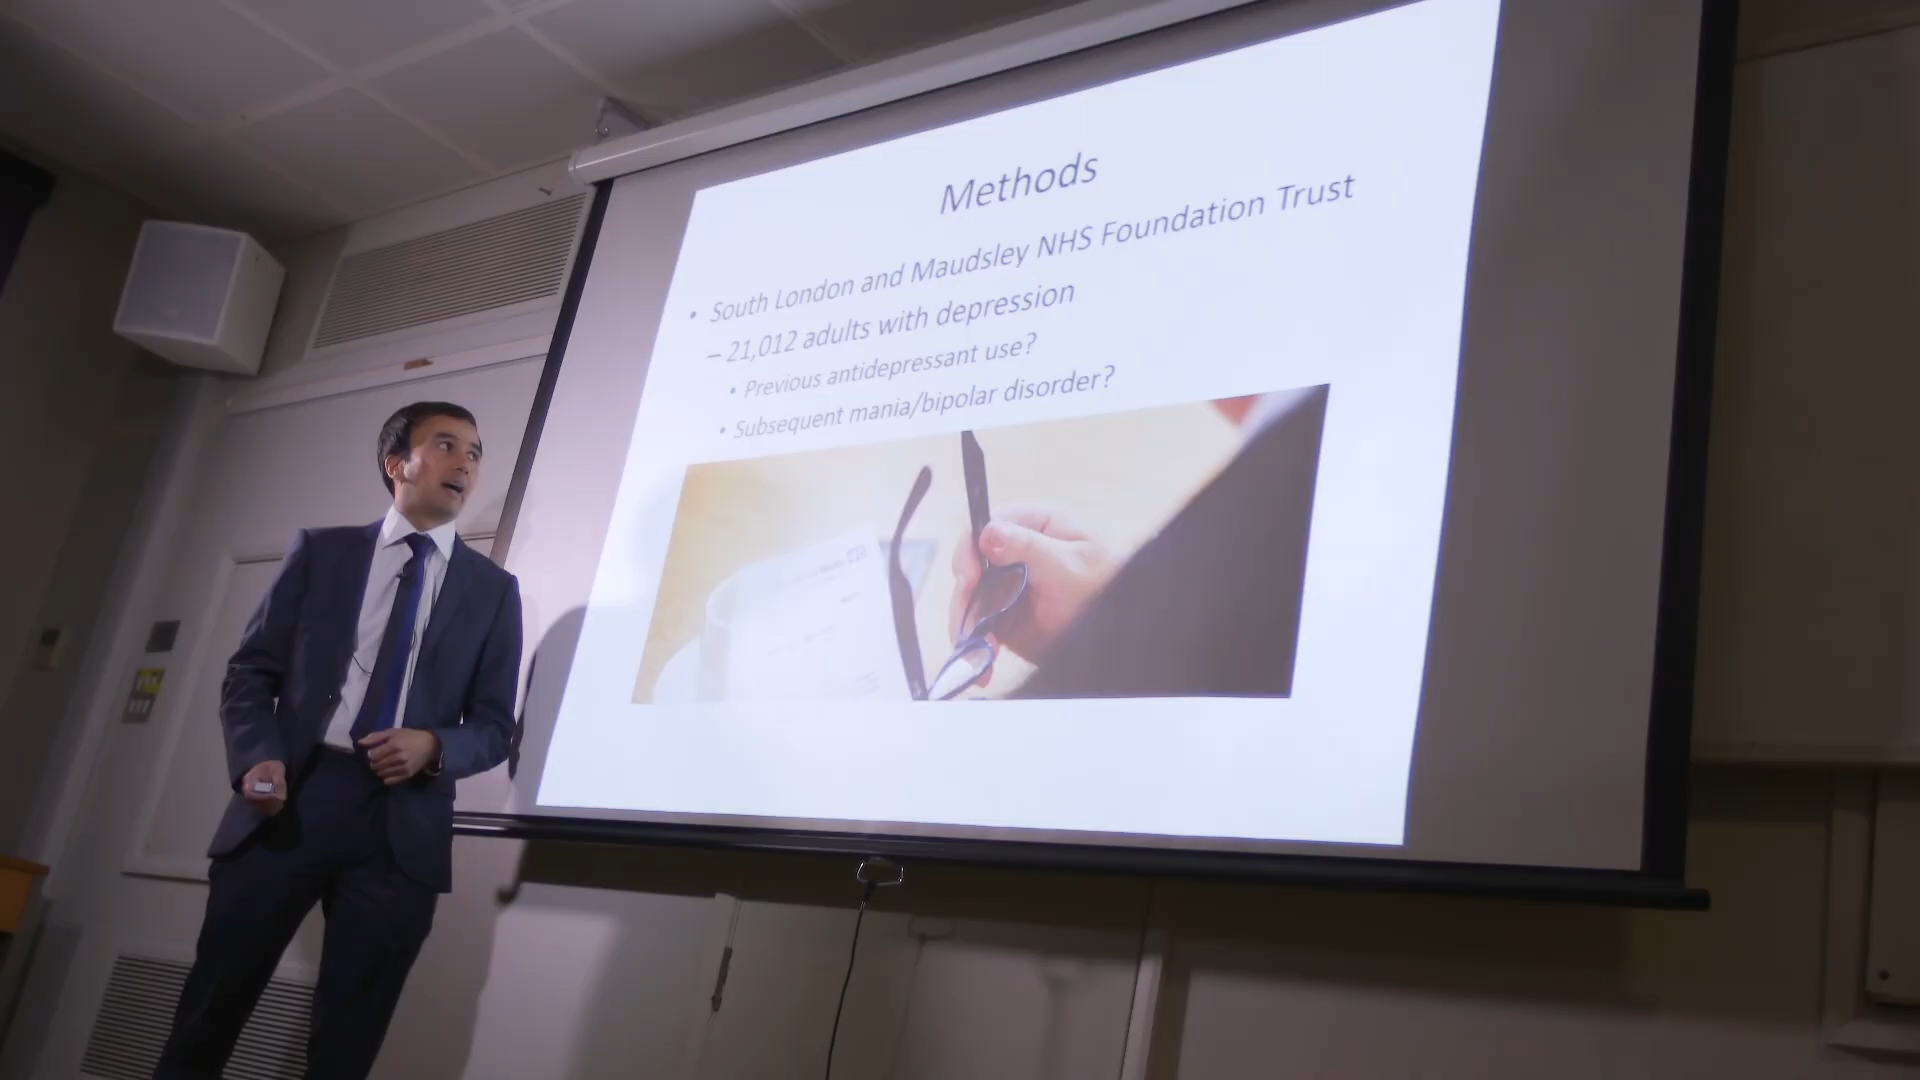 Methods
• South London and Maudsley NHS Foundation Trust
– 21,012 adults with depression
• Previous antidepressant use?
• Subsequent mania/bipolar disorder?